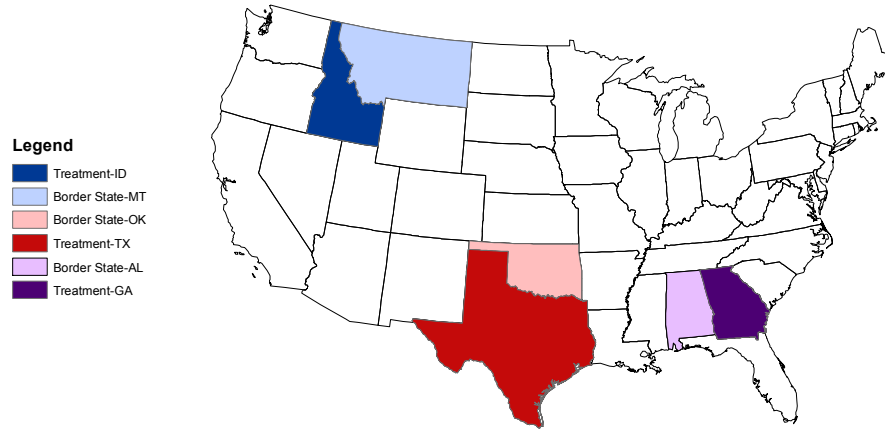 Legend
Treatment-ID
Border State-MT
Border State-OK
Treatment-TX
Border State-AL
Treatment-GA